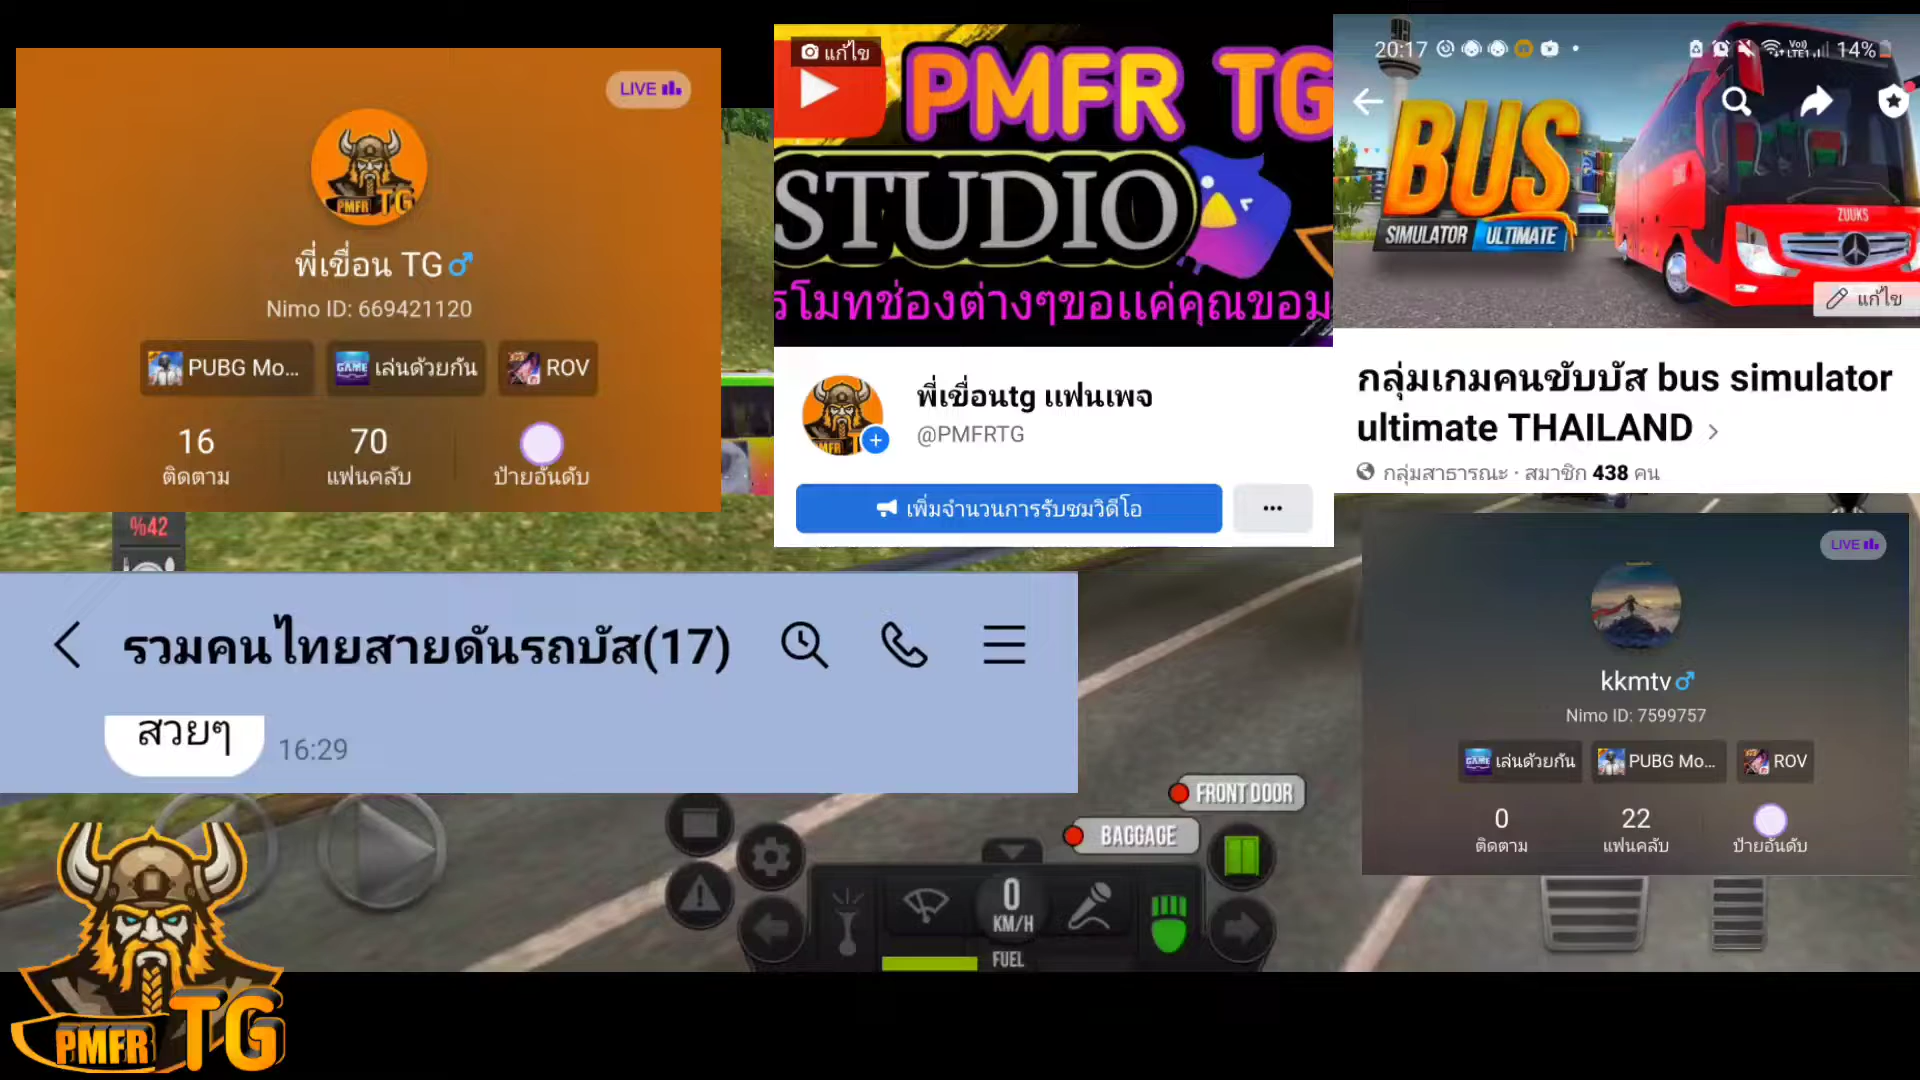 LIVE
PMFR TG
พี่เขื่อน TG
Nimo ID: 669421120
PUBG Mo...
GAME
เล่นด้วยกัน
ROV
16
ติดตาม
70
แฟนคลับ
ป้ายอันดับ
แก้ไข
PMFR TG
STUDIO
รโมทช่องต่างๆขอแค่คุณขอม
พี่เขื่อนtg แฟนเพจ
@PMFRTG
เพิ่มจำนวนการรับชมวิดีโอ
20:17
14%
BUS
SIMULATOR ULTIMATE
ZUUKS
แก้ไข
กลุ่มเกมคนขับบัส bus simulator
ultimate THAILAND
กลุ่มสาธารณะ · สมาชิก 438 คน
%42
รวมคนไทยสายดันรถบัส(17)
สวยๆ
16:29
LIVE
kkmtv
Nimo ID: 7599757
GAME
เล่นด้วยกัน
PUBG Mo...
ROV
0
ติดตาม
22
แฟนคลับ
ป้ายอันดับ
FRONT DOOR
BAGGAGE
0
KM/H
FUEL
PMFR TG